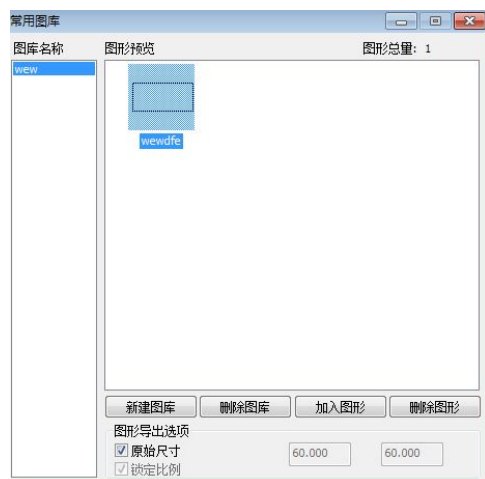 常用图库
图库名称 图形预览 图形总量: 1
wew
wewdfe
新建图库 删除图库 加入图形 删除图形
图形导出选项
原始尺寸 60.000 60.000
锁定比例